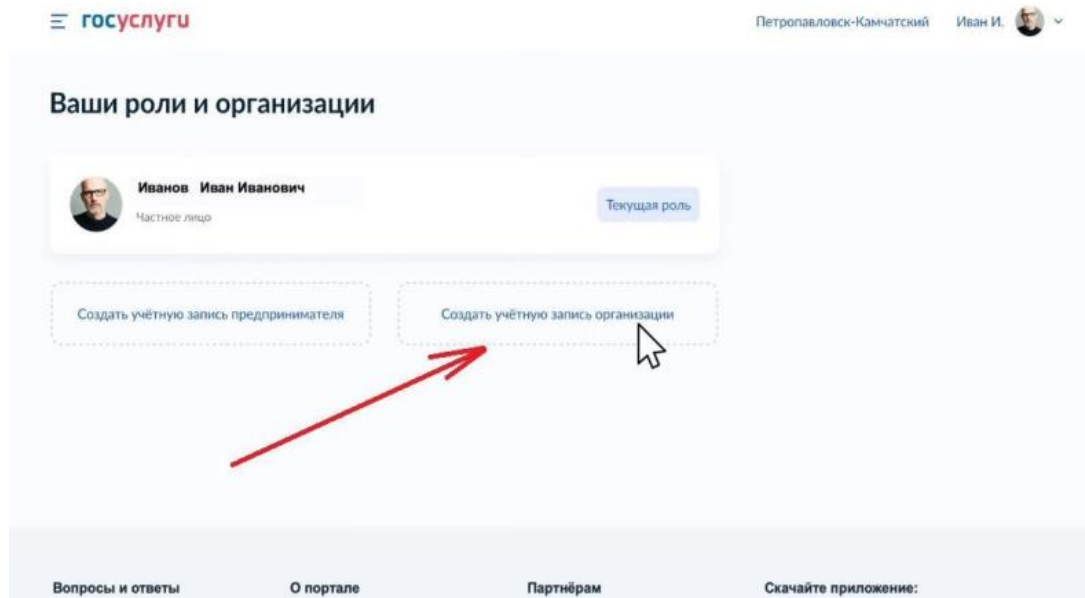 госуслуги
Петропавловск-Камчатский
Иван И.
Ваши роли и организации
Иванов Иван Иванович
Частное лицо
Текущая роль
Создать учётную запись предпринимателя
Создать учётную запись организации
Вопросы и ответы
О портале
Партнёрам
Скачайте приложение: